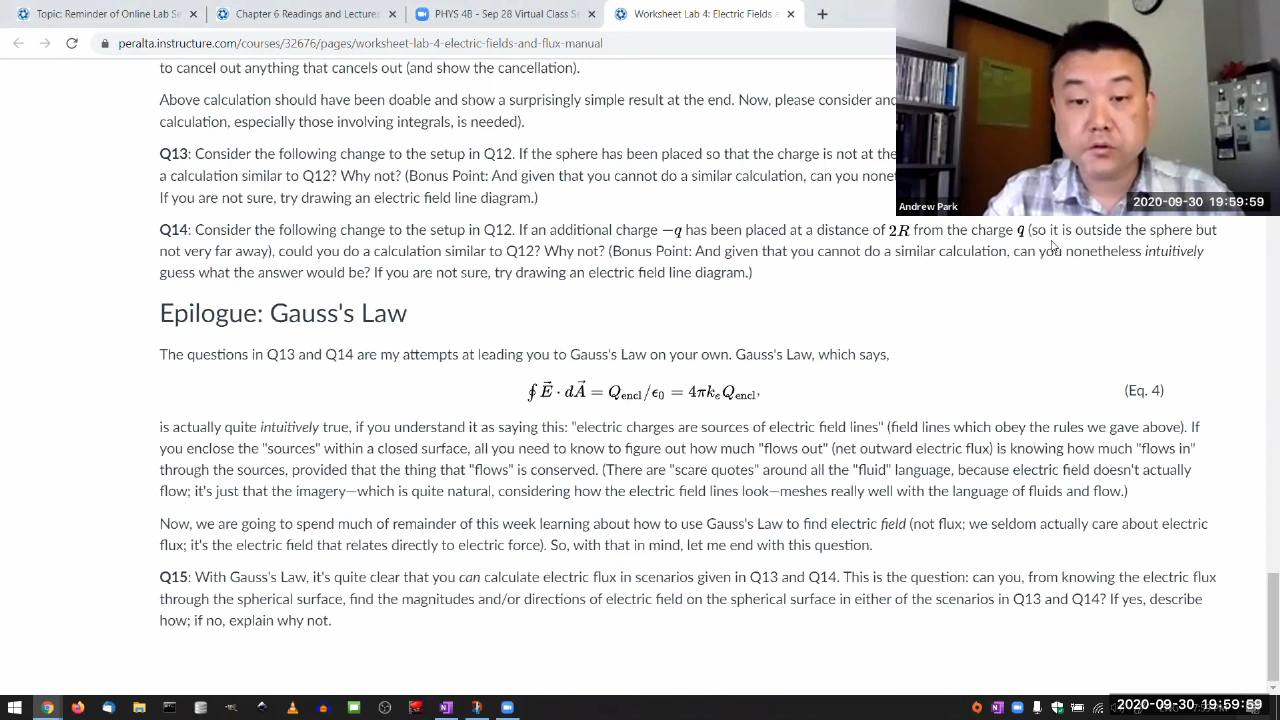 Topic: Reminder of Online Lab Se
Chapter 6 Readings and Lectures
PHYS 4B - Sep 28 Virtual Class Se
Worksheet Lab 4: Electric Fields a
peralta.instructure.com/courses/32676/pages/worksheet-lab-4-electric-fields-and-flux-manual
to cancel out anything that cancels out (and show the cancellation).
Above calculation should have been doable and show a surprisingly simple result at the end. Now, please consider and
calculation, especially those involving integrals, is needed).
Q13: Consider the following change to the setup in Q12. If the sphere has been placed so that the charge is not at the
a calculation similar to Q12? Why not? (Bonus Point: And given that you cannot do a similar calculation, can you nonet
If you are not sure, try drawing an electric field line diagram.)
Andrew Park
2020-09-30 19:59:59
Q14: Consider the following change to the setup in Q12. If an additional charge −q has been placed at a distance of 2R from the charge q (so it is outside the sphere but
not very far away), could you do a calculation similar to Q12? Why not? (Bonus Point: And given that you cannot do a similar calculation, can you nonetheless intuitively
guess what the answer would be? If you are not sure, try drawing an electric field line diagram.)
Epilogue: Gauss's Law
The questions in Q13 and Q14 are my attempts at leading you to Gauss's Law on your own. Gauss's Law, which says,
∮ E⃗ · dA⃗ = Q_encl/ϵ₀ = 4πk_e Q_encl, (Eq. 4)
is actually quite intuitively true, if you understand it as saying this: "electric charges are sources of electric field lines" (field lines which obey the rules we gave above). If
you enclose the "sources" within a closed surface, all you need to know to figure out how much "flows out" (net outward electric flux) is knowing how much "flows in"
through the sources, provided that the thing that "flows" is conserved. (There are "scare quotes" around all the "fluid" language, because electric field doesn't actually
flow; it's just that the imagery—which is quite natural, considering how the electric field lines look—meshes really well with the language of fluids and flow.)
Now, we are going to spend much of remainder of this week learning about how to use Gauss's Law to find electric field (not flux; we seldom actually care about electric
flux; it's the electric field that relates directly to electric force). So, with that in mind, let me end with this question.
Q15: With Gauss's Law, it's quite clear that you can calculate electric flux in scenarios given in Q13 and Q14. This is the question: can you, from knowing the electric flux
through the spherical surface, find the magnitudes and/or directions of electric field on the spherical surface in either of the scenarios in Q13 and Q14? If yes, describe
how; if no, explain why not.
2020-09-30 19:59:59